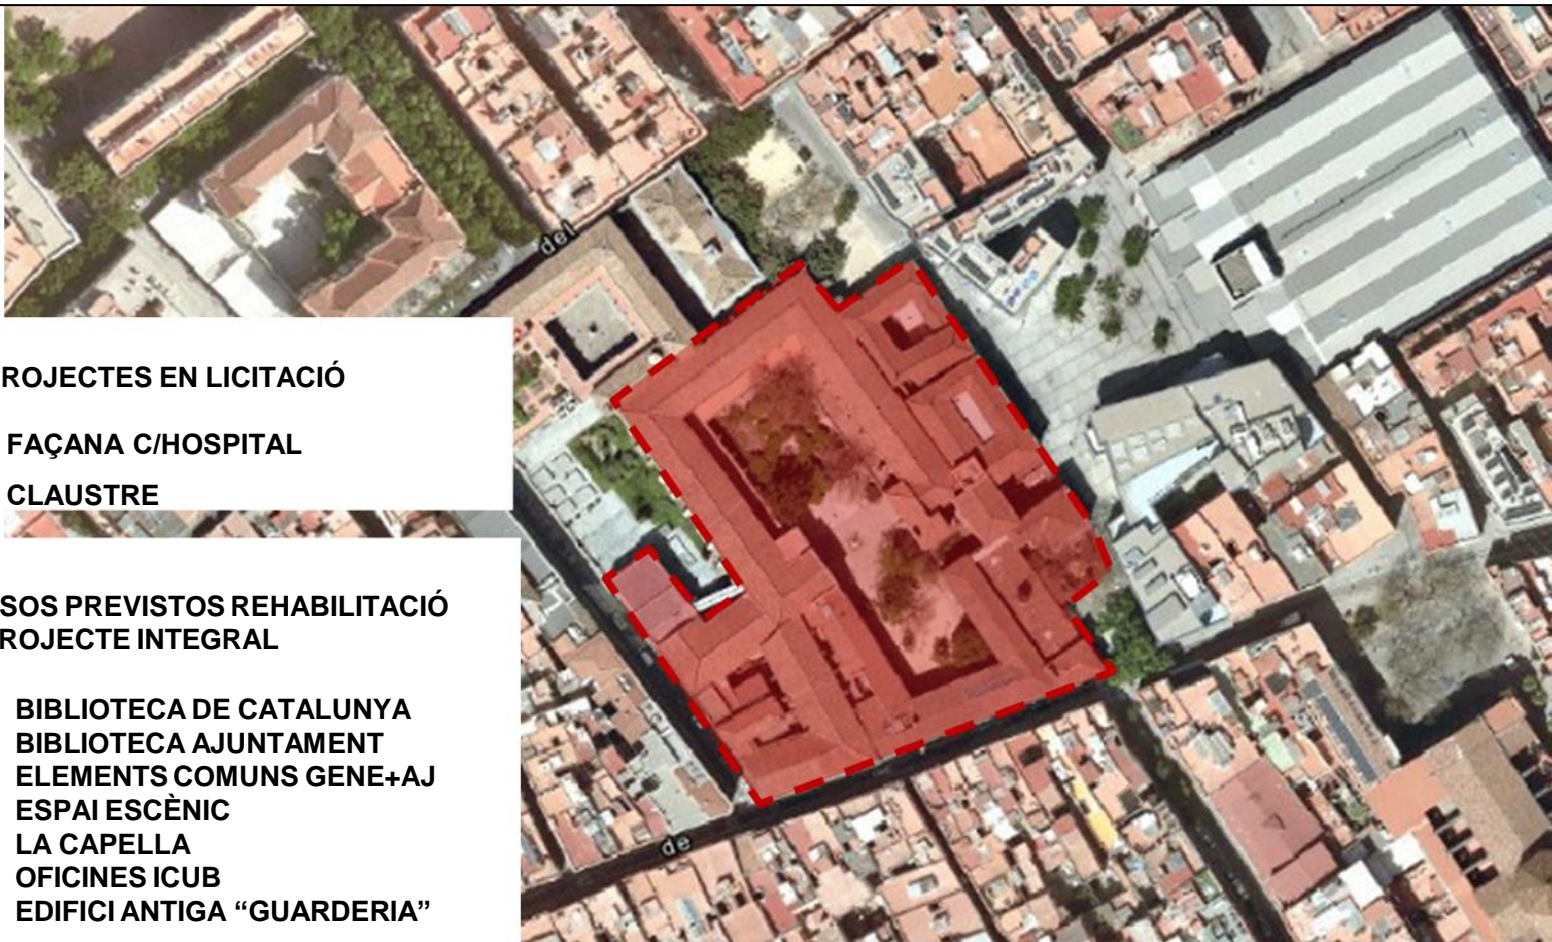 del
ROJECTES EN LICITACIÓ
FAÇANA C/HOSPITAL
CLAUSTRE
SOS PREVISTOS REHABILITACIÓ
ROJECTE INTEGRAL
BIBLIOTECA DE CATALUNYA
BIBLIOTECA AJUNTAMENT
ELEMENTS COMUNS GENE+AJ
ESPAI ESCÈNIC
LA CAPELLA
OFICINES ICUB
EDIFICI ANTIGA “GUARDERIA”
de